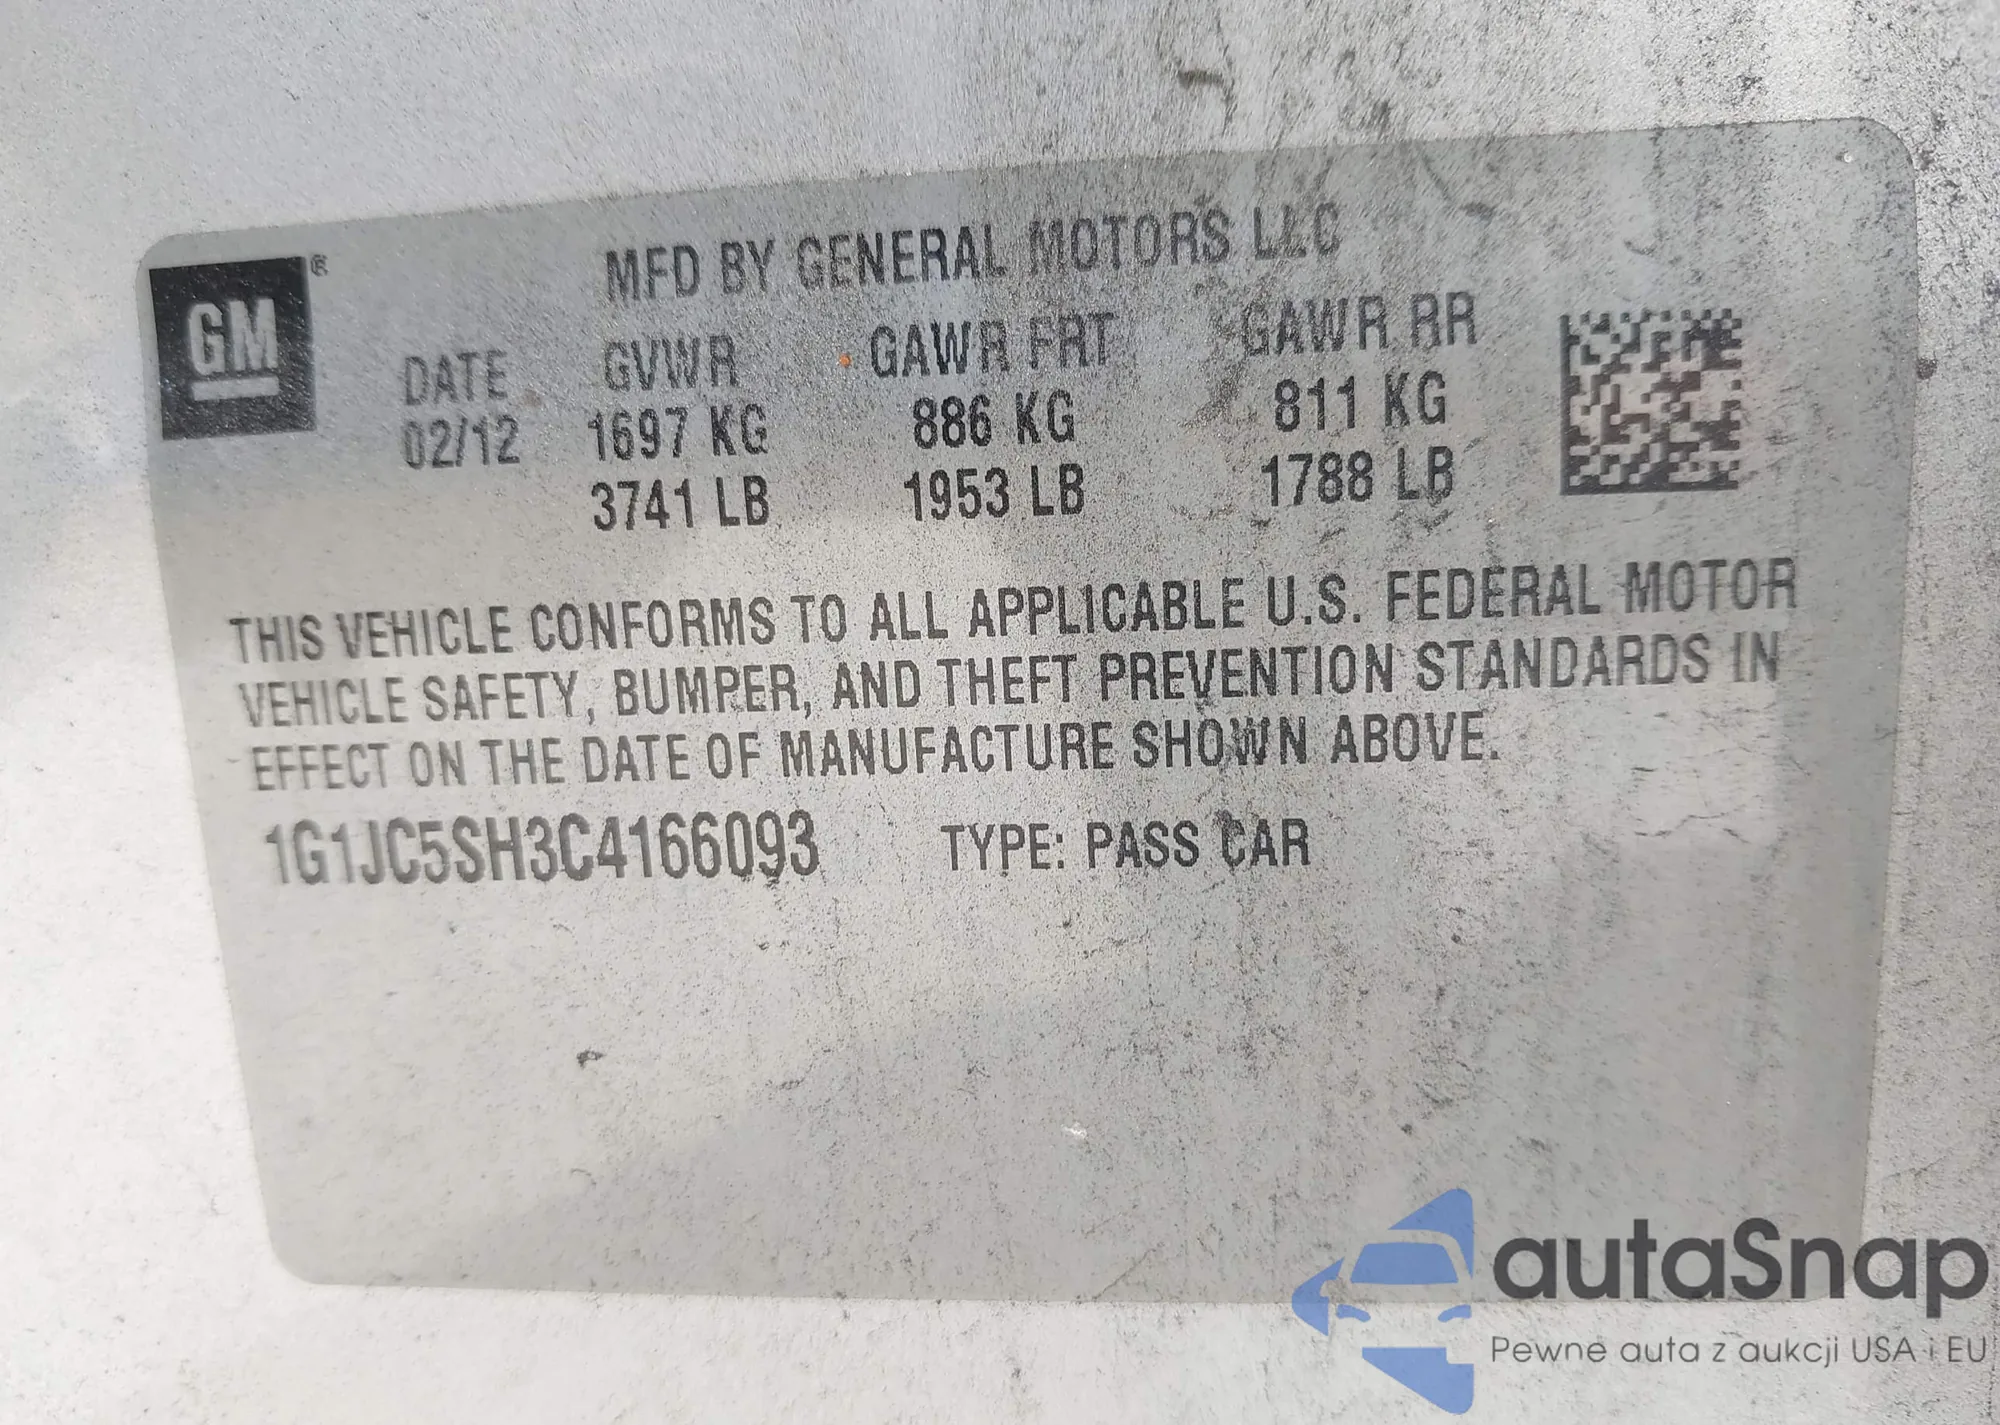 MFD BY GENERAL MOTORS LLC
GM®
DATE GVWR GAWR FRT GAWR RR
02/12 1697 KG 886 KG 811 KG
3741 LB 1953 LB 1788 LB
THIS VEHICLE CONFORMS TO ALL APPLICABLE U.S. FEDERAL MOTOR
VEHICLE SAFETY, BUMPER, AND THEFT PREVENTION STANDARDS IN
EFFECT ON THE DATE OF MANUFACTURE SHOWN ABOVE.
1G1JC5SH3C4166093 TYPE: PASS CAR
autaSnap
Pewne auta z aukcji USA i EU